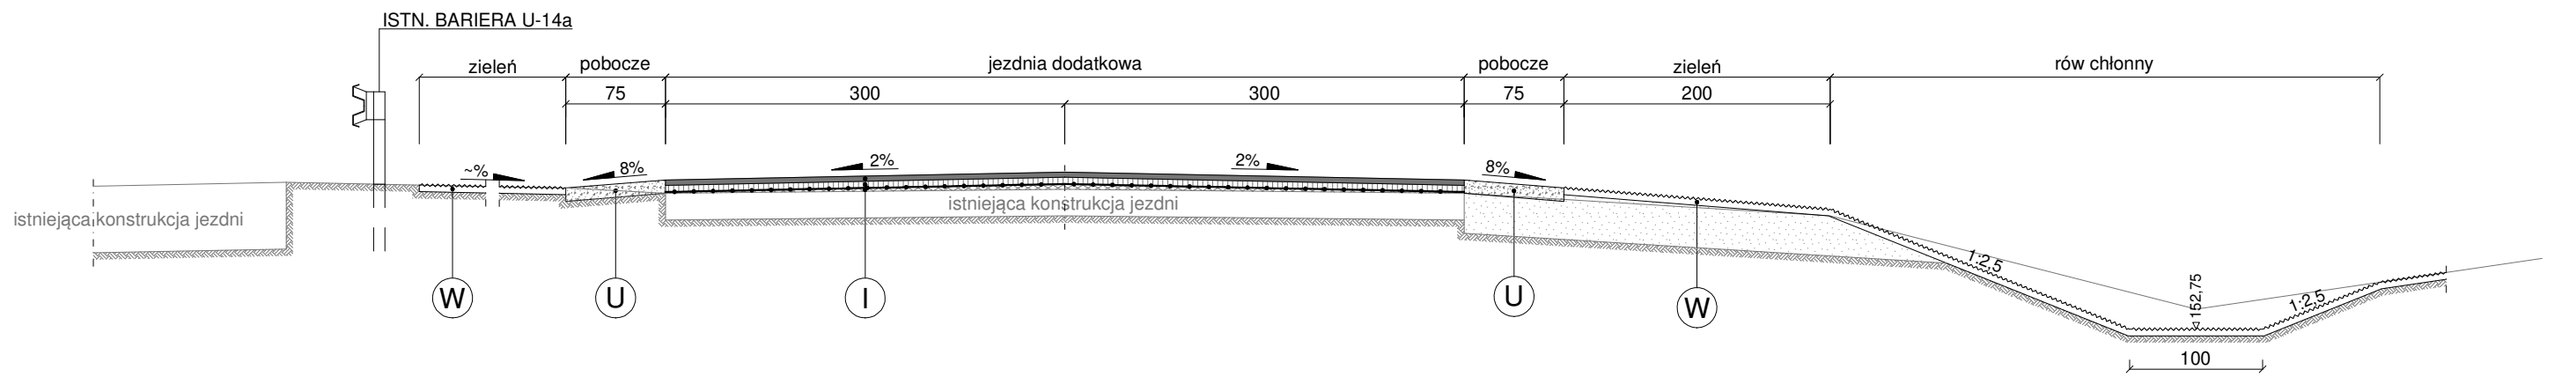 ISTN. BARIERA U-14a
zieleń
pobocze
jezdnia dodatkowa
pobocze
zieleń
rów chłonny
75
300
300
75
200
~%
8%
2%
2%
8%
istniejąca konstrukcja jezdni
istniejąca konstrukcja jezdni
1:2,5
152,75
1:2,5
W
U
I
U
W
100